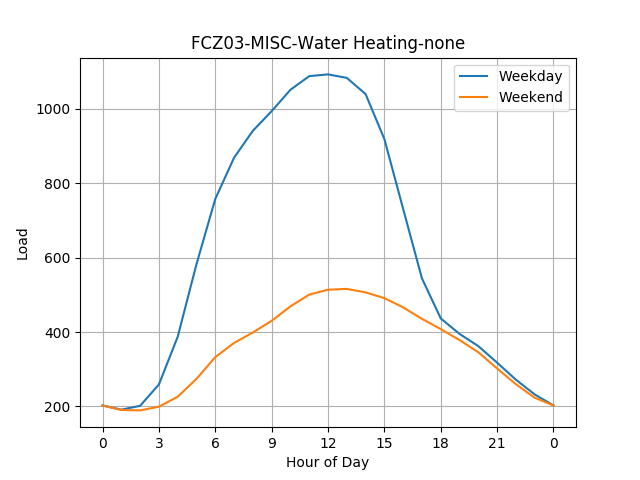 FCZ03-MISC-Water Heating-none
Weekday
Weekend
Load
1000
800
600
400
200
0 3 6 9 12 15 18 21 0
Hour of Day